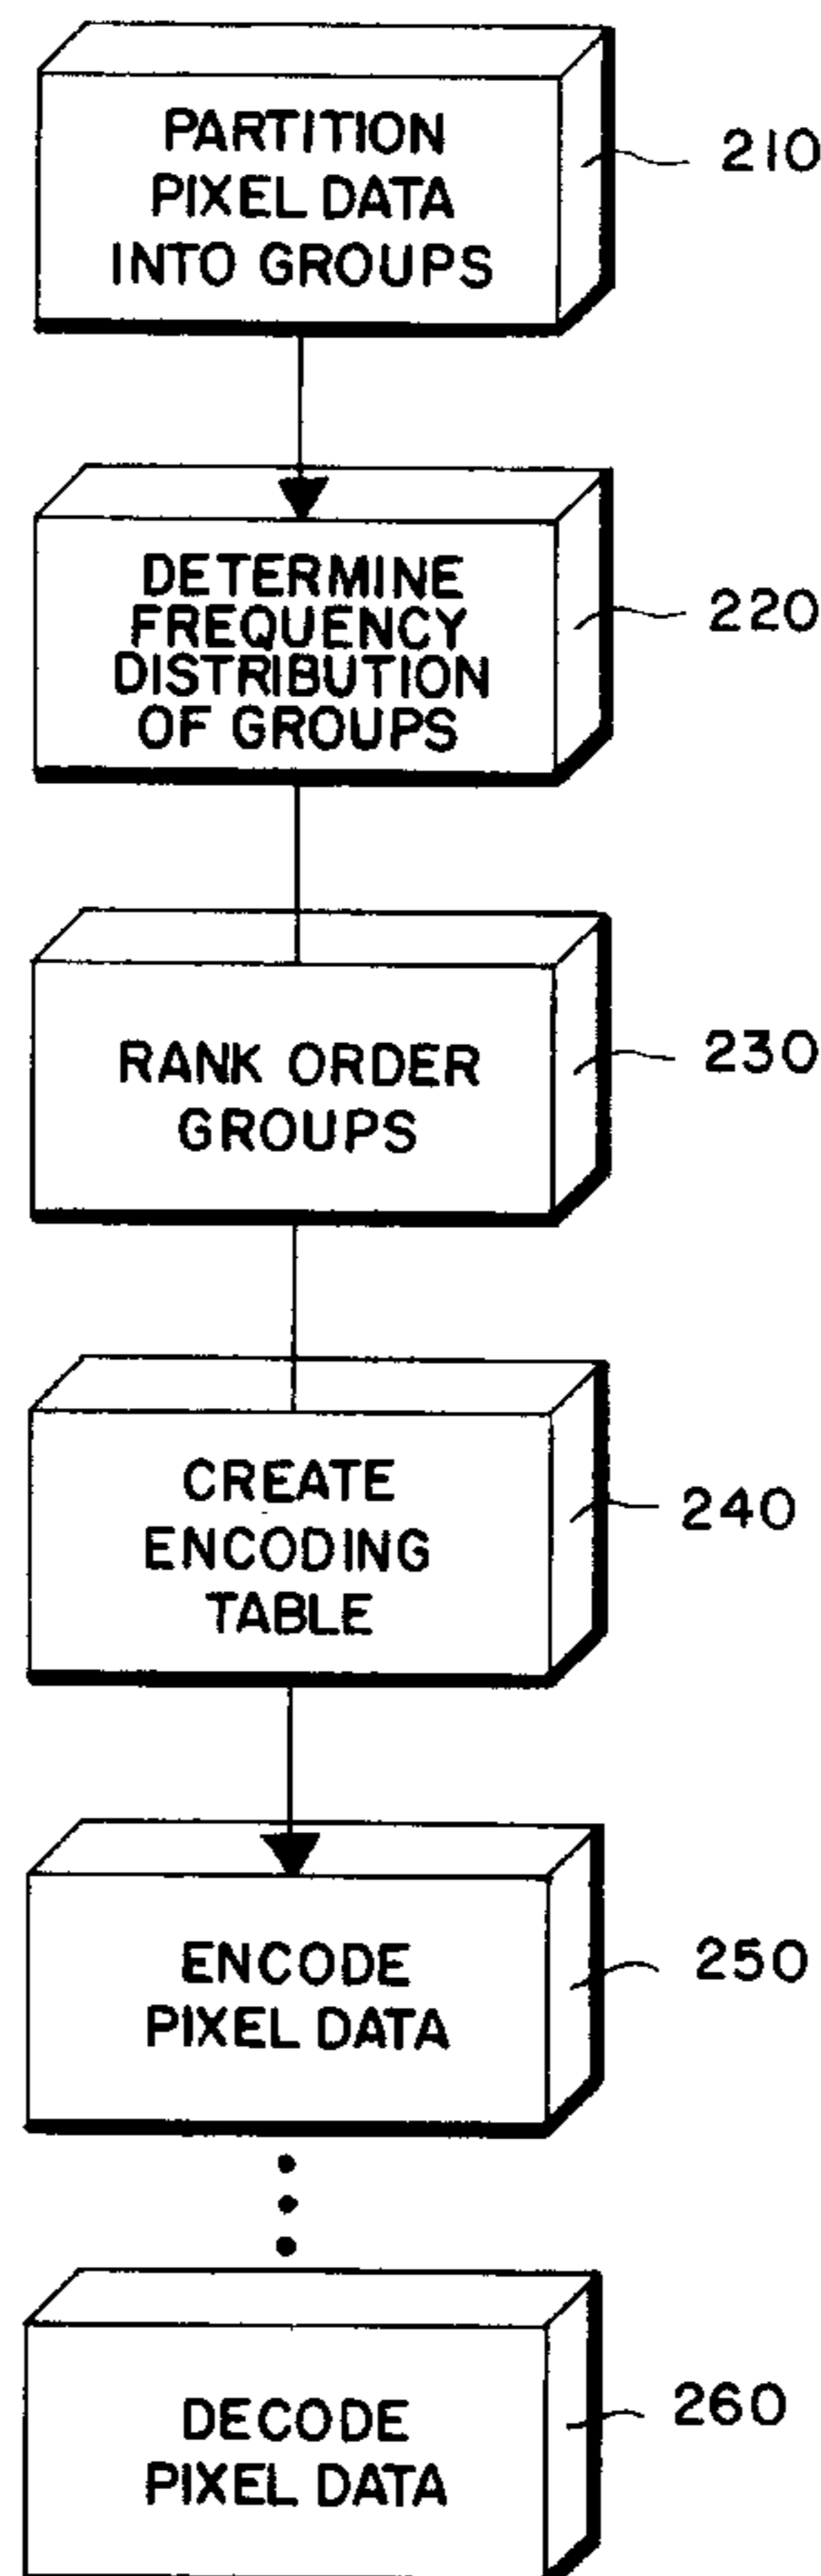 PARTITION
PIXEL DATA
INTO GROUPS
210
DETERMINE
FREQUENCY
DISTRIBUTION
OF GROUPS
220
RANK ORDER
GROUPS
230
CREATE
ENCODING
TABLE
240
ENCODE
PIXEL DATA
250
DECODE
PIXEL DATA
260